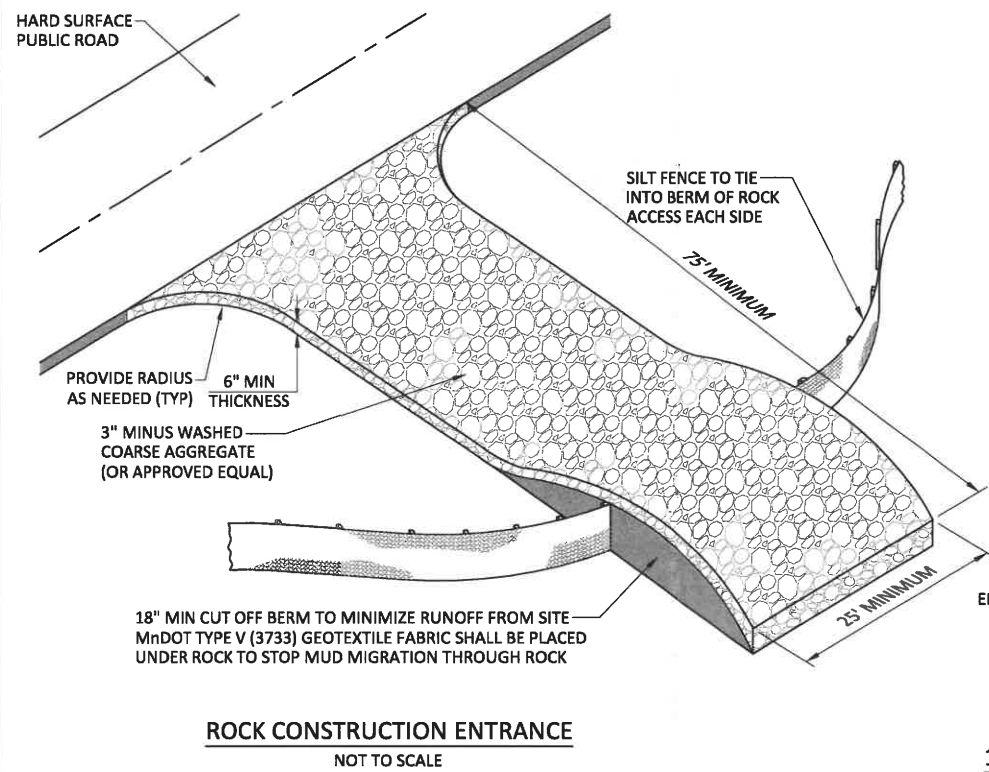 HARD SURFACE
PUBLIC ROAD
SILT FENCE TO TIE
INTO BERM OF ROCK
ACCESS EACH SIDE
75' MINIMUM
PROVIDE RADIUS
AS NEEDED (TYP)
6" MIN
THICKNESS
3" MINUS WASHED
COARSE AGGREGATE
(OR APPROVED EQUAL)
25' MINIMUM
18" MIN CUT OFF BERM TO MINIMIZE RUNOFF FROM SITE
MnDOT TYPE V (3733) GEOTEXTILE FABRIC SHALL BE PLACED
UNDER ROCK TO STOP MUD MIGRATION THROUGH ROCK
ROCK CONSTRUCTION ENTRANCE
NOT TO SCALE